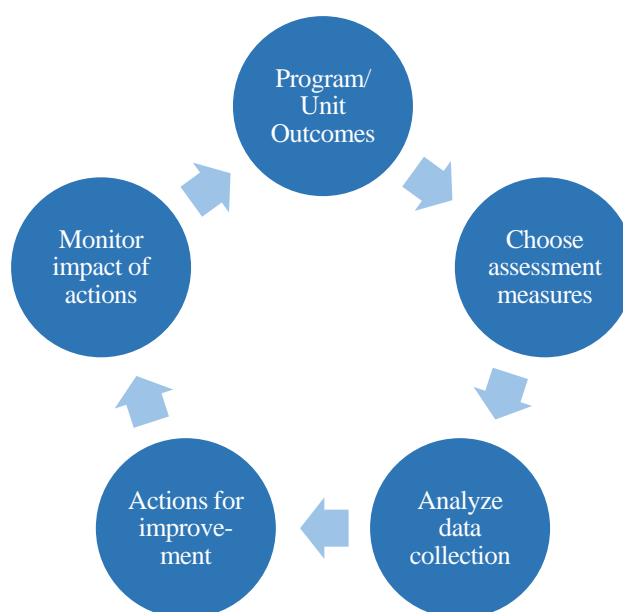 Program/
Unit
Outcomes
Choose
assessment
measures
Analyze
data
collection
Actions for
improve-
ment
Monitor
impact of
actions